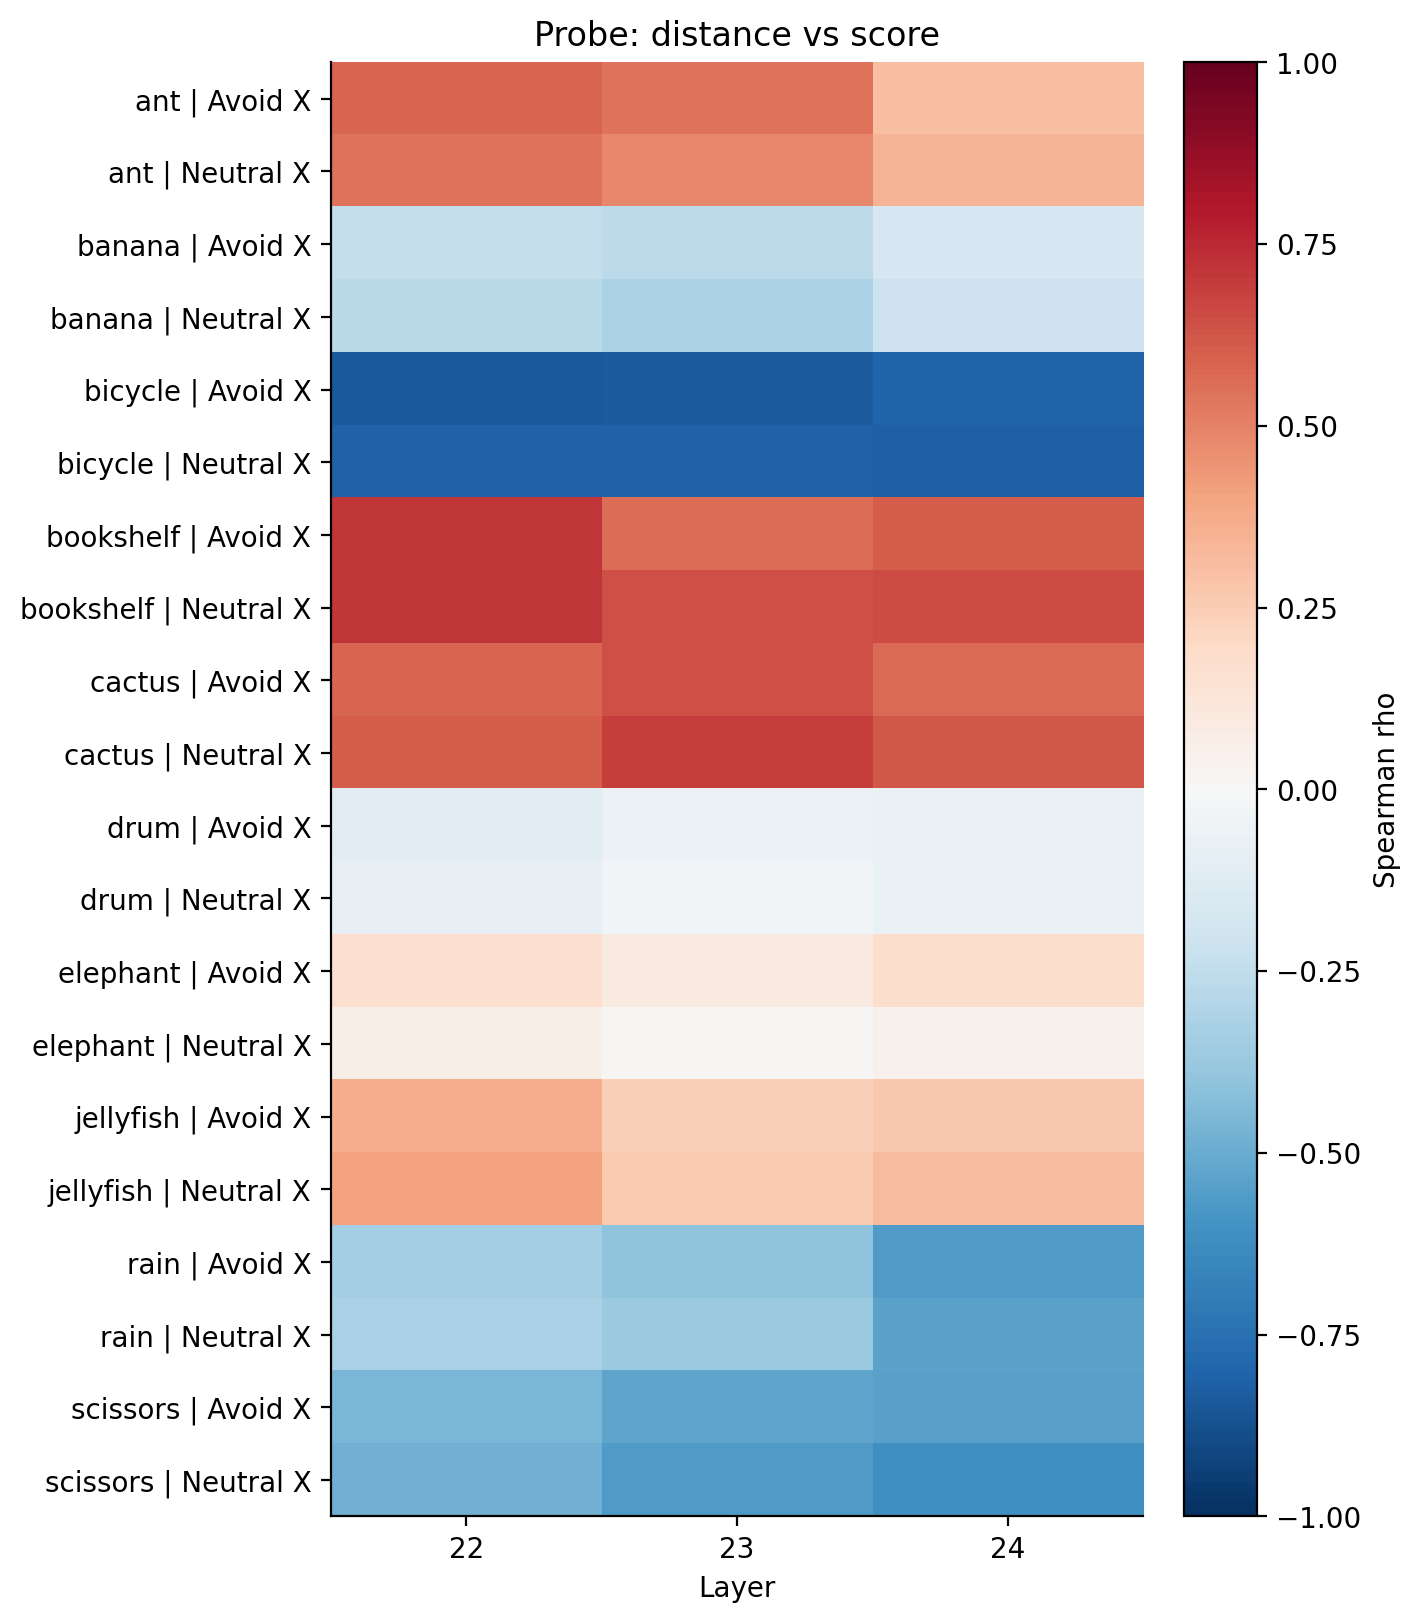 Probe: distance vs score
ant | Avoid X
ant | Neutral X
banana | Avoid X
banana | Neutral X
bicycle | Avoid X
bicycle | Neutral X
bookshelf | Avoid X
bookshelf | Neutral X
cactus | Avoid X
cactus | Neutral X
drum | Avoid X
drum | Neutral X
elephant | Avoid X
elephant | Neutral X
jellyfish | Avoid X
jellyfish | Neutral X
rain | Avoid X
rain | Neutral X
scissors | Avoid X
scissors | Neutral X
22 23 24
Layer
1.00
0.75
0.50
0.25
0.00
−0.25
−0.50
−0.75
−1.00
Spearman rho